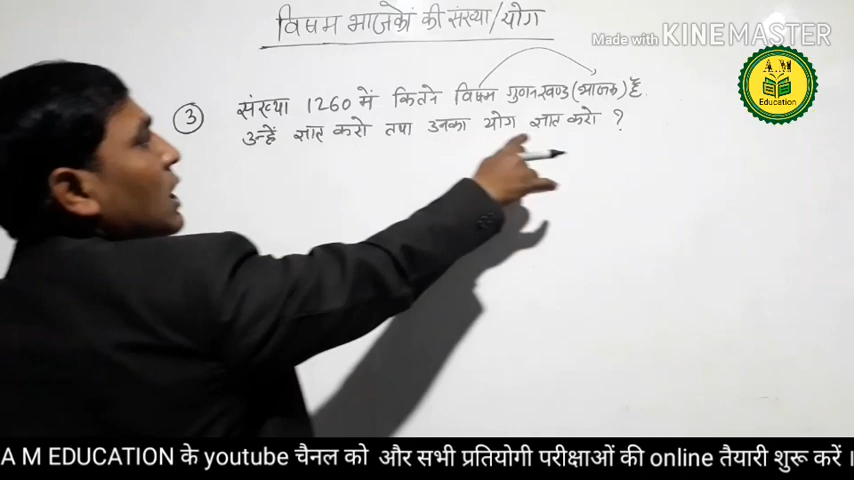 विषम भाजकों की संख्या/योग
Made with KINEMASTER
A M
Education
3 संख्या 1260 में कितने विषम गुणनखण्ड (भाजक) हैं
उन्हें ज्ञात करो तथा उनका योग ज्ञात करो ?
A M EDUCATION के youtube चैनल को और सभी प्रतियोगी परीक्षाओं की online तैयारी शुरू करें ।